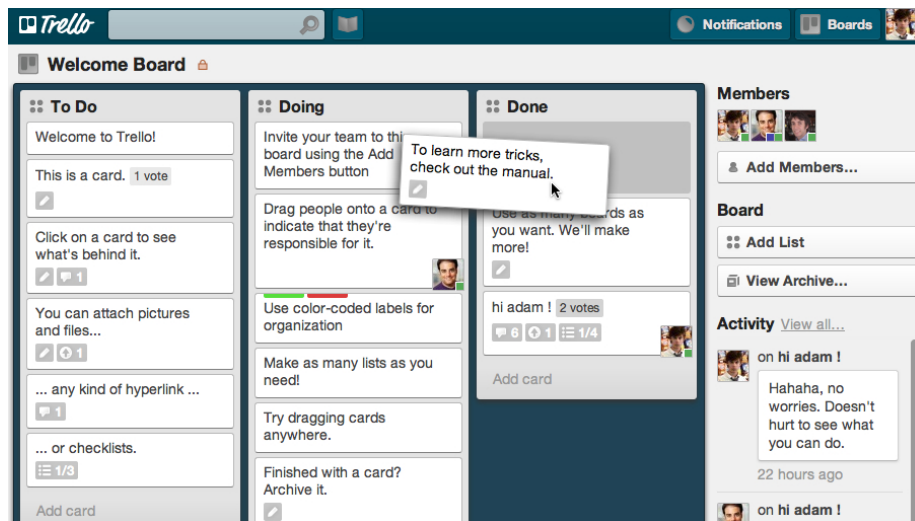 Trello
Notifications
Boards
Welcome Board
To Do
Welcome to Trello!
This is a card. 1 vote
Click on a card to see
what's behind it.
1
You can attach pictures
and files...
1
... any kind of hyperlink ...
1
... or checklists.
1/3
Add card
Doing
Invite your team to this
board using the Add
Members button
Drag people onto a card to
indicate that they're
responsible for it.
Use color-coded labels for
organization
Make as many lists as you
need!
Try dragging cards
anywhere.
Finished with a card?
Archive it.
To learn more tricks,
check out the manual.
Done
Use as many boards as
you want. We'll make
more!
hi adam ! 2 votes
6 1 1/4
Add card
Members
Add Members...
Board
Add List
View Archive...
Activity View all...
on hi adam !
Hahaha, no
worries. Doesn't
hurt to see what
you can do.
22 hours ago
on hi adam !